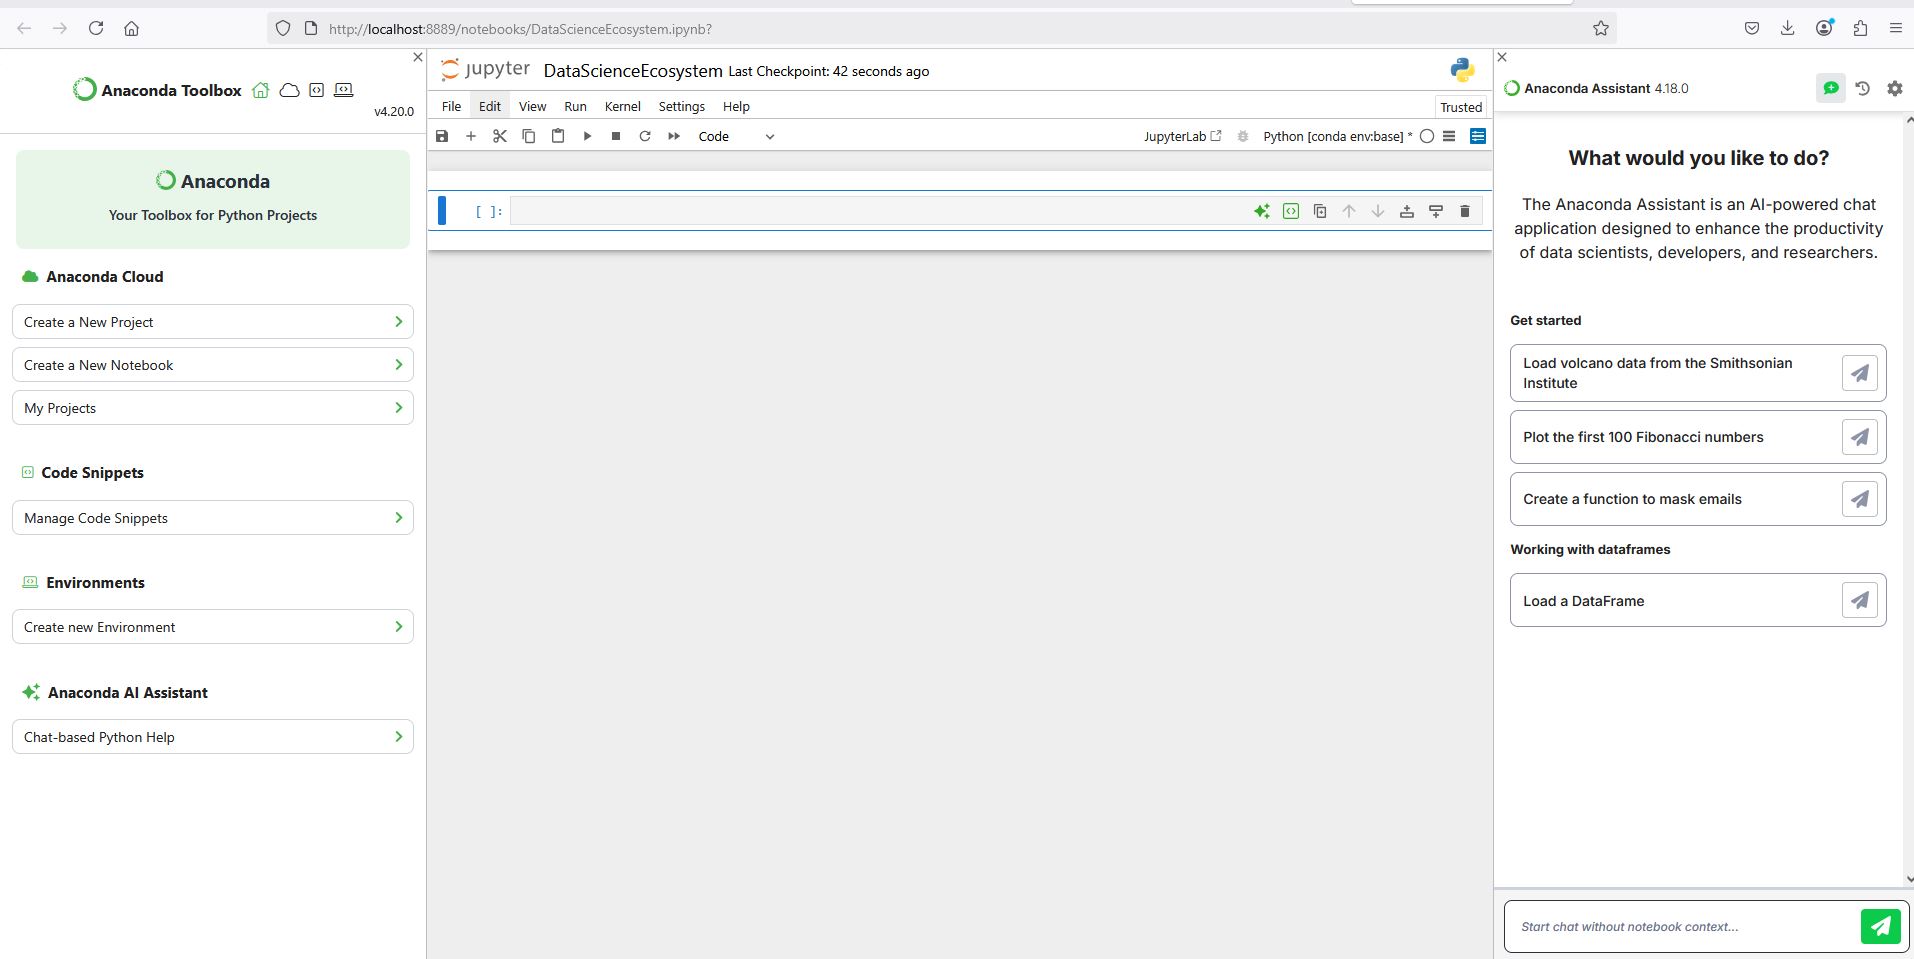 http://localhost:8889/notebooks/DataScienceEcosystem.ipynb?
Anaconda Toolbox
v4.20.0
Anaconda
Your Toolbox for Python Projects
Anaconda Cloud
Create a New Project
Create a New Notebook
My Projects
Code Snippets
Manage Code Snippets
Environments
Create new Environment
Anaconda AI Assistant
Chat-based Python Help
jupyter DataScienceEcosystem Last Checkpoint: 42 seconds ago
File Edit View Run Kernel Settings Help Trusted
Code JupyterLab Python [conda env:base] *
[ ]:
Anaconda Assistant 4.18.0
What would you like to do?
The Anaconda Assistant is an AI-powered chat
application designed to enhance the productivity
of data scientists, developers, and researchers.
Get started
Load volcano data from the Smithsonian
Institute
Plot the first 100 Fibonacci numbers
Create a function to mask emails
Working with dataframes
Load a DataFrame
Start chat without notebook context...